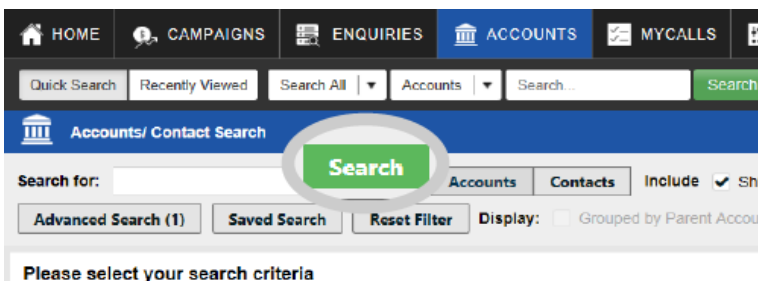 HOME CAMPAIGNS ENQUIRIES ACCOUNTS MYCALLS
Quick Search Recently Viewed Search All Accounts Search... Search
Accounts/ Contact Search
Search for: Search Accounts Contacts Include Sh
Advanced Search (1) Saved Search Reset Filter Display: Grouped by Parent Accou
Please select your search criteria